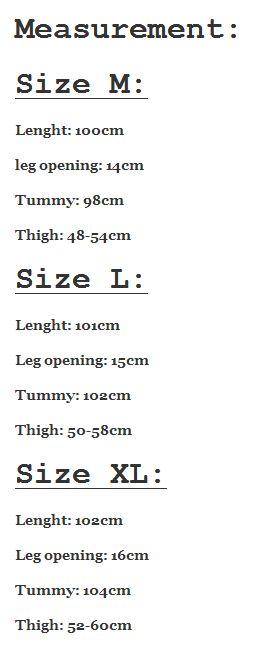 Measurement:
Size M:
Lenght: 100cm
leg opening: 14cm
Tummy: 98cm
Thigh: 48-54cm
Size L:
Lenght: 101cm
Leg opening: 15cm
Tummy: 102cm
Thigh: 50-58cm
Size XL:
Lenght: 102cm
Leg opening: 16cm
Tummy: 104cm
Thigh: 52-60cm